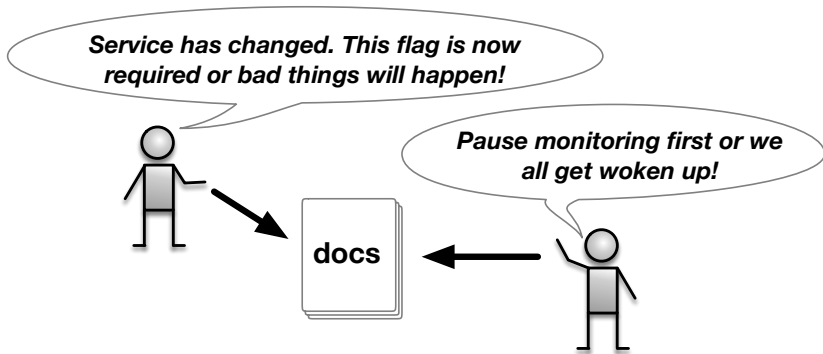 Service has changed. This flag is now
required or bad things will happen!
Pause monitoring first or we
all get woken up!
docs